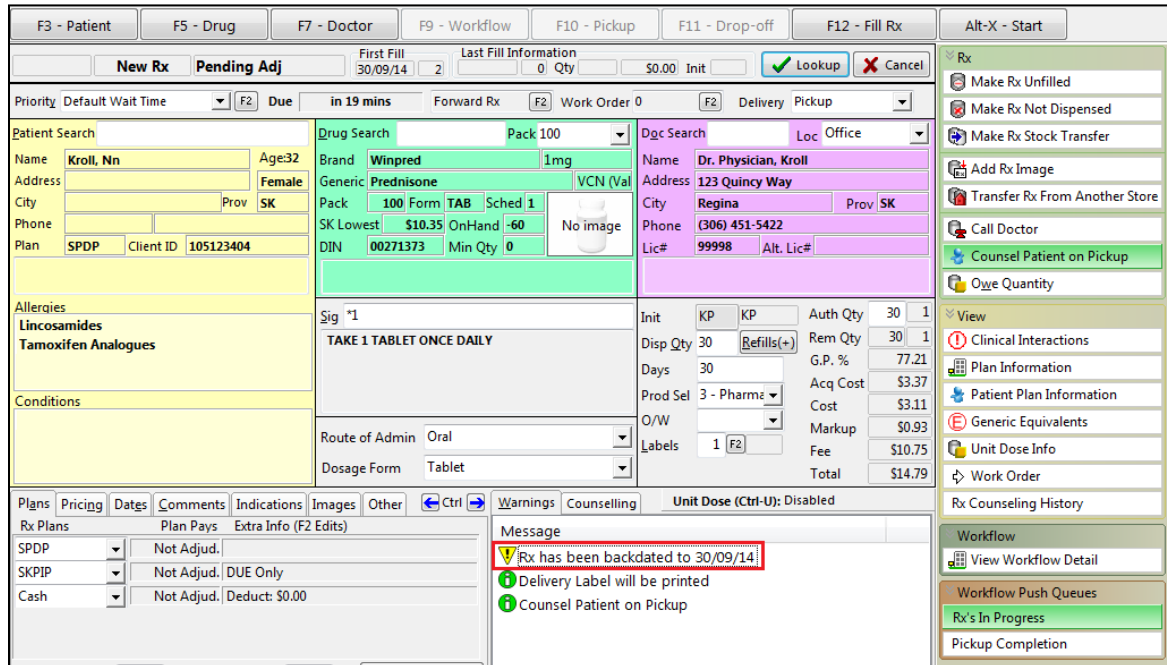 F3 - Patient F5 - Drug F7 - Doctor F9 - Workflow F10 - Pickup F11 - Drop-off F12 - Fill Rx Alt-X - Start
First Fill Last Fill Information
New Rx Pending Adj 30/09/14 2 0 Qty $0.00 Init Lookup Cancel
Priority Default Wait Time F2 Due in 19 mins Forward Rx F2 Work Order 0 F2 Delivery Pickup
Patient Search
Name Kroll, Nn Age:32
Address Female
City Prov SK
Phone
Plan SPDP Client ID 105123404
Drug Search Pack 100
Brand Winpred 1mg
Generic Prednisone VCN (Val
Pack 100 Form TAB Sched 1
SK Lowest $10.35 OnHand -60 No image
DIN 00271373 Min Qty 0
Doc Search Loc Office
Name Dr. Physician, Kroll
Address 123 Quincy Way
City Regina Prov SK
Phone (306) 451-5422
Lic# 99998 Alt. Lic#
Allergies
Lincosamides
Tamoxifen Analogues
Conditions
Sig *1
TAKE 1 TABLET ONCE DAILY
Route of Admin Oral
Dosage Form Tablet
Init KP KP Auth Qty 30 1
Disp Qty 30 Refills(+) Rem Qty 30 1
Days 30 G.P. % 77.21
Acq Cost $3.37
Prod Sel 3 - Pharma Cost $3.11
O/W Markup $0.93
Labels 1 F2 Fee $10.75
Total $14.79
Plans Pricing Dates Comments Indications Images Other Ctrl
Rx Plans Plan Pays Extra Info (F2 Edits)
SPDP Not Adjud.
SKPIP Not Adjud. DUE Only
Cash Not Adjud. Deduct: $0.00
Warnings Counselling Unit Dose (Ctrl-U): Disabled
Message
Rx has been backdated to 30/09/14
Delivery Label will be printed
Counsel Patient on Pickup
Rx
Make Rx Unfilled
Make Rx Not Dispensed
Make Rx Stock Transfer
Add Rx Image
Transfer Rx From Another Store
Call Doctor
Counsel Patient on Pickup
Owe Quantity
View
Clinical Interactions
Plan Information
Patient Plan Information
Generic Equivalents
Unit Dose Info
Work Order
Rx Counseling History
Workflow
View Workflow Detail
Workflow Push Queues
Rx's In Progress
Pickup Completion